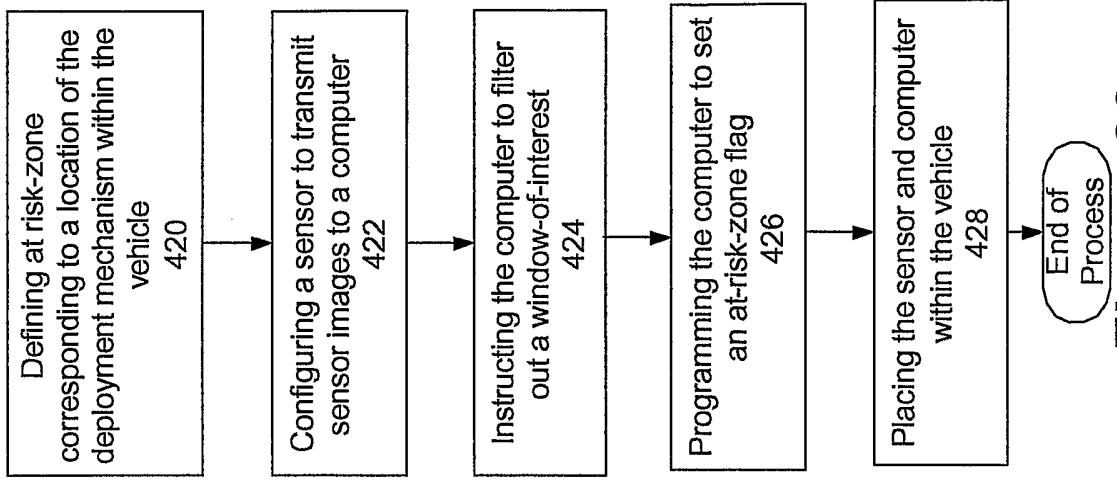 Defining at risk-zone
corresponding to a location of the
deployment mechanism within the
vehicle
420
Configuring a sensor to transmit
sensor images to a computer
422
Instructing the computer to filter
out a window-of-interest
424
Programming the computer to set
an at-risk-zone flag
426
Placing the sensor and computer
within the vehicle
428
End of
Process